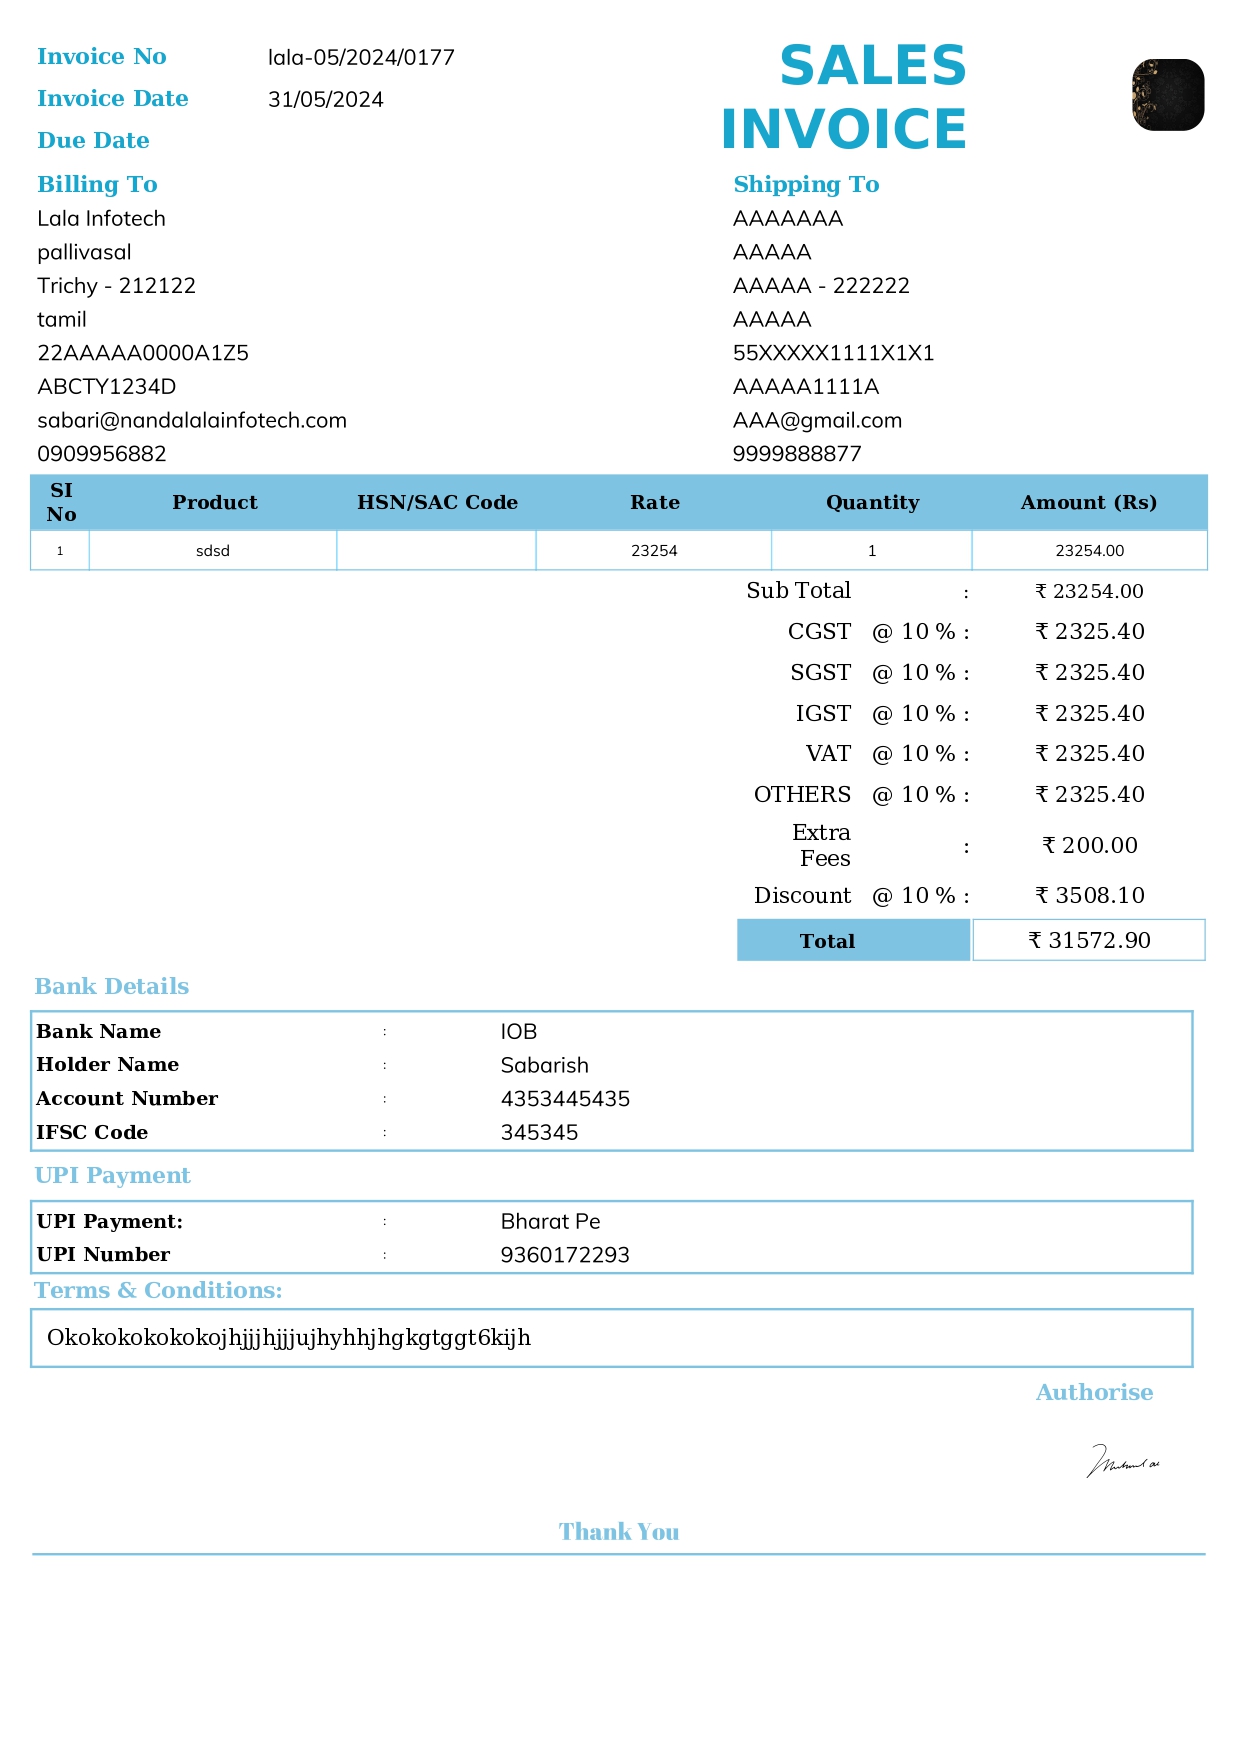 Invoice No lala-05/2024/0177
Invoice Date 31/05/2024
Due Date
SALES
INVOICE
Billing To
Lala Infotech
pallivasal
Trichy - 212122
tamil
22AAAAA0000A1Z5
ABCTY1234D
sabari@nandalalainfotech.com
0909956882
Shipping To
AAAAAAA
AAAAA
AAAAA - 222222
AAAAA
55XXXXX1111X1X1
AAAAA1111A
AAA@gmail.com
9999888877
SI No Product HSN/SAC Code Rate Quantity Amount (Rs)
1 sdsd 23254 1 23254.00
Sub Total : ₹ 23254.00
CGST @ 10 % : ₹ 2325.40
SGST @ 10 % : ₹ 2325.40
IGST @ 10 % : ₹ 2325.40
VAT @ 10 % : ₹ 2325.40
OTHERS @ 10 % : ₹ 2325.40
Extra Fees : ₹ 200.00
Discount @ 10 % : ₹ 3508.10
Total ₹ 31572.90
Bank Details
Bank Name : IOB
Holder Name : Sabarish
Account Number : 4353445435
IFSC Code : 345345
UPI Payment
UPI Payment: : Bharat Pe
UPI Number : 9360172293
Terms & Conditions:
Okokokokokokojhjjjhjjjujhyhhjhgkgtggt6kijh
Authorise
Thank You